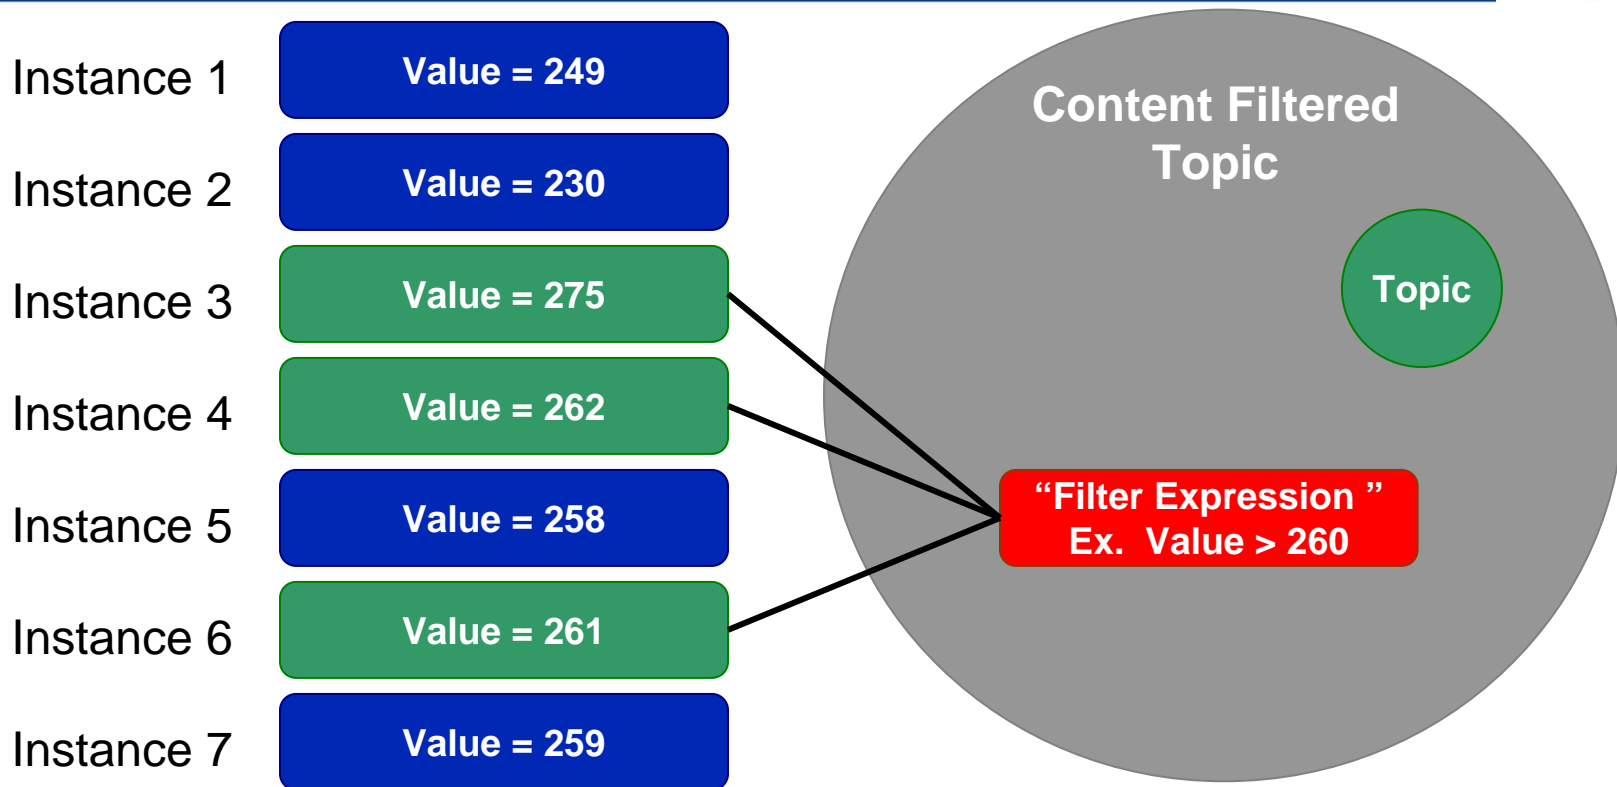 Instance 1
Value = 249
Instance 2
Value = 230
Instance 3
Value = 275
Instance 4
Value = 262
Instance 5
Value = 258
Instance 6
Value = 261
Instance 7
Value = 259
Content Filtered
Topic
Topic
“Filter Expression ”
Ex.  Value > 260